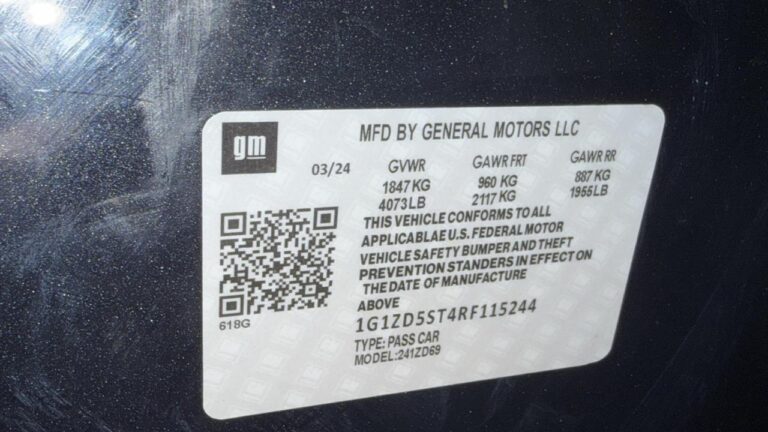 gm
MFD BY GENERAL MOTORS LLC
03/24 GVWR GAWR FRT GAWR RR
1847 KG 960 KG 887 KG
4073LB 2117 KG 1955LB
THIS VEHICLE CONFORMS TO ALL
APPLICABLAE U.S. FEDERAL MOTOR
VEHICLE SAFETY BUMPER AND THEFT
PREVENTION STANDERS IN EFFECT ON
THE DATE OF MANUFACTURE
ABOVE
618G
1G1ZD5ST4RF115244
TYPE: PASS CAR
MODEL:241ZD69